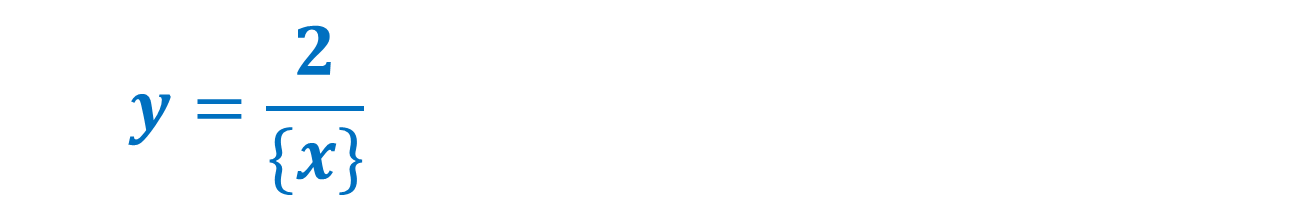 y = 2/{x}